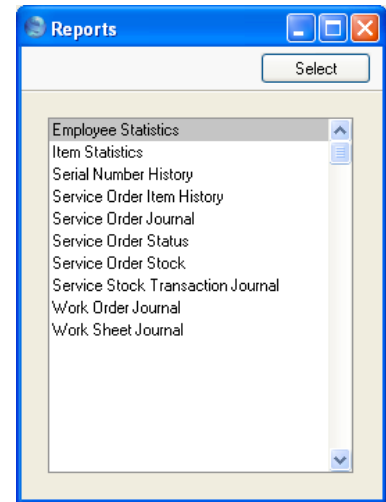 Reports
Select
Employee Statistics
Item Statistics
Serial Number History
Service Order Item History
Service Order Journal
Service Order Status
Service Order Stock
Service Stock Transaction Journal
Work Order Journal
Work Sheet Journal